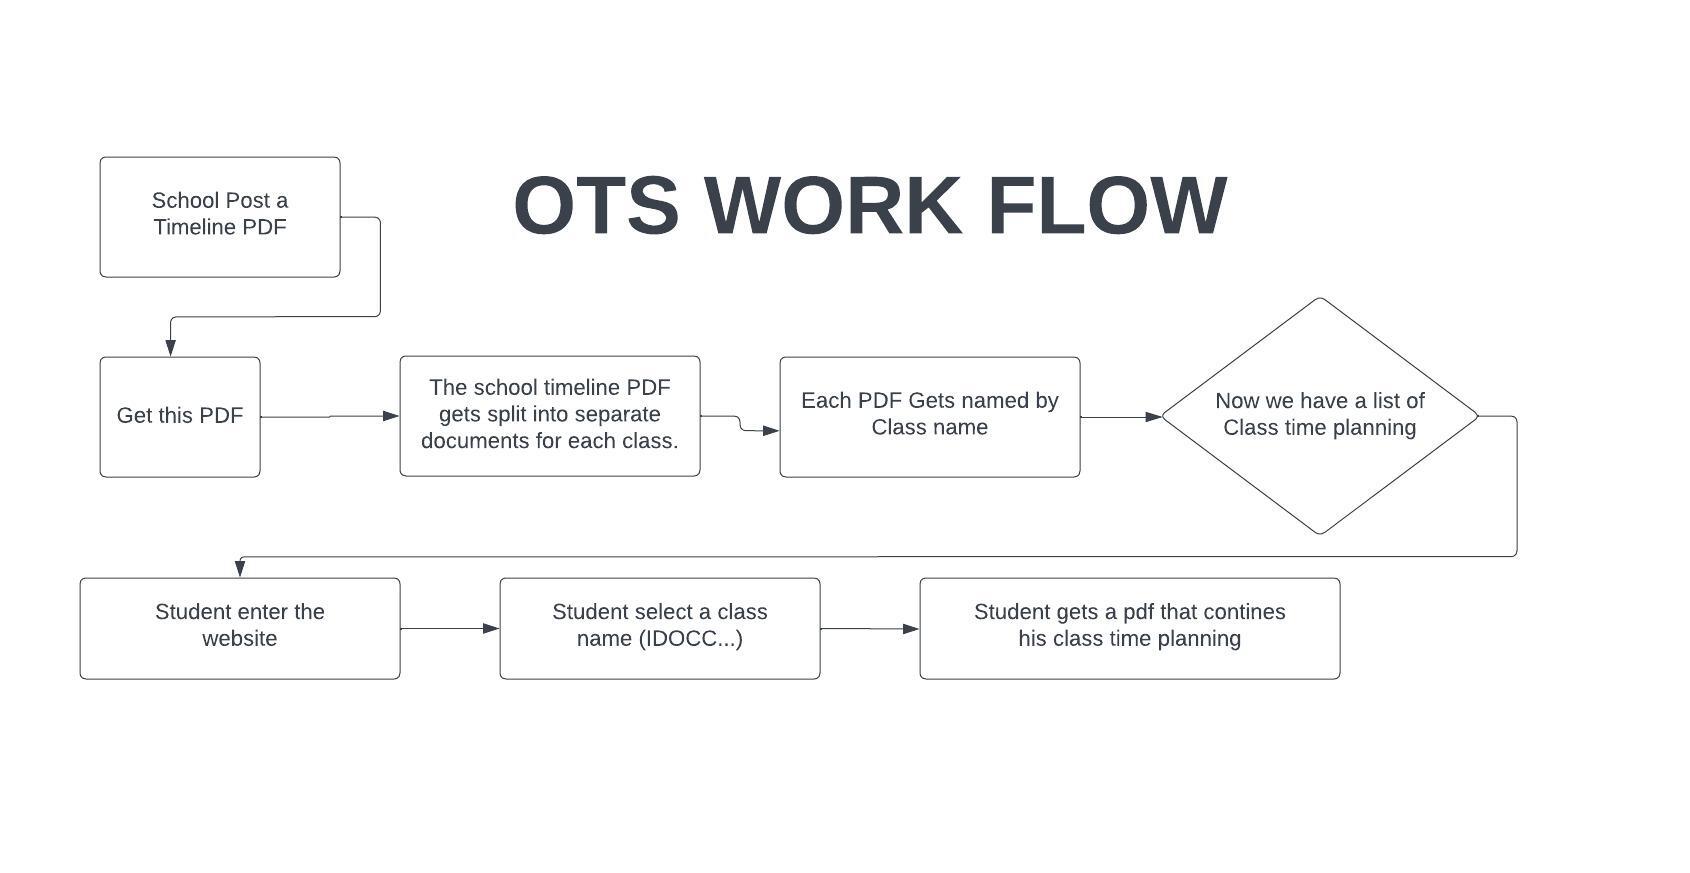 School Post a
Timeline PDF
OTS WORK FLOW
Get this PDF
The school timeline PDF
gets split into separate
documents for each class.
Each PDF Gets named by
Class name
Now we have a list of
Class time planning
Student enter the
website
Student select a class
name (IDOCC...)
Student gets a pdf that contines
his class time planning